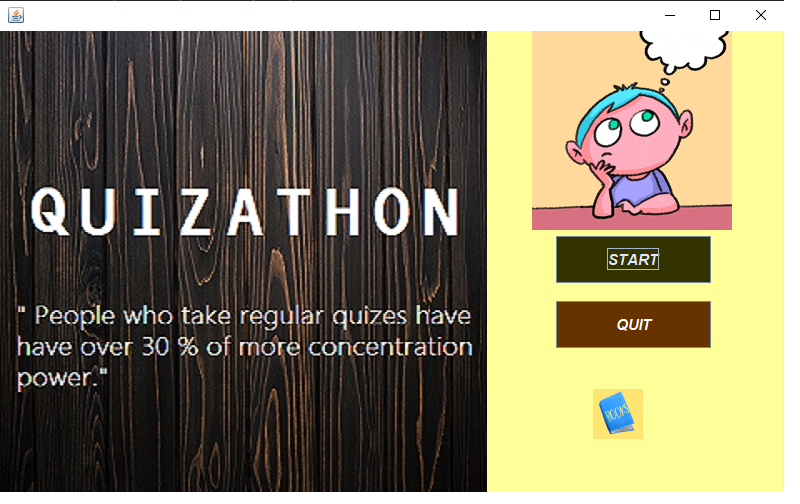 QUIZATHON
" People who take regular quizes have
have over 30 % of more concentration
power."
START
QUIT
BOOKS